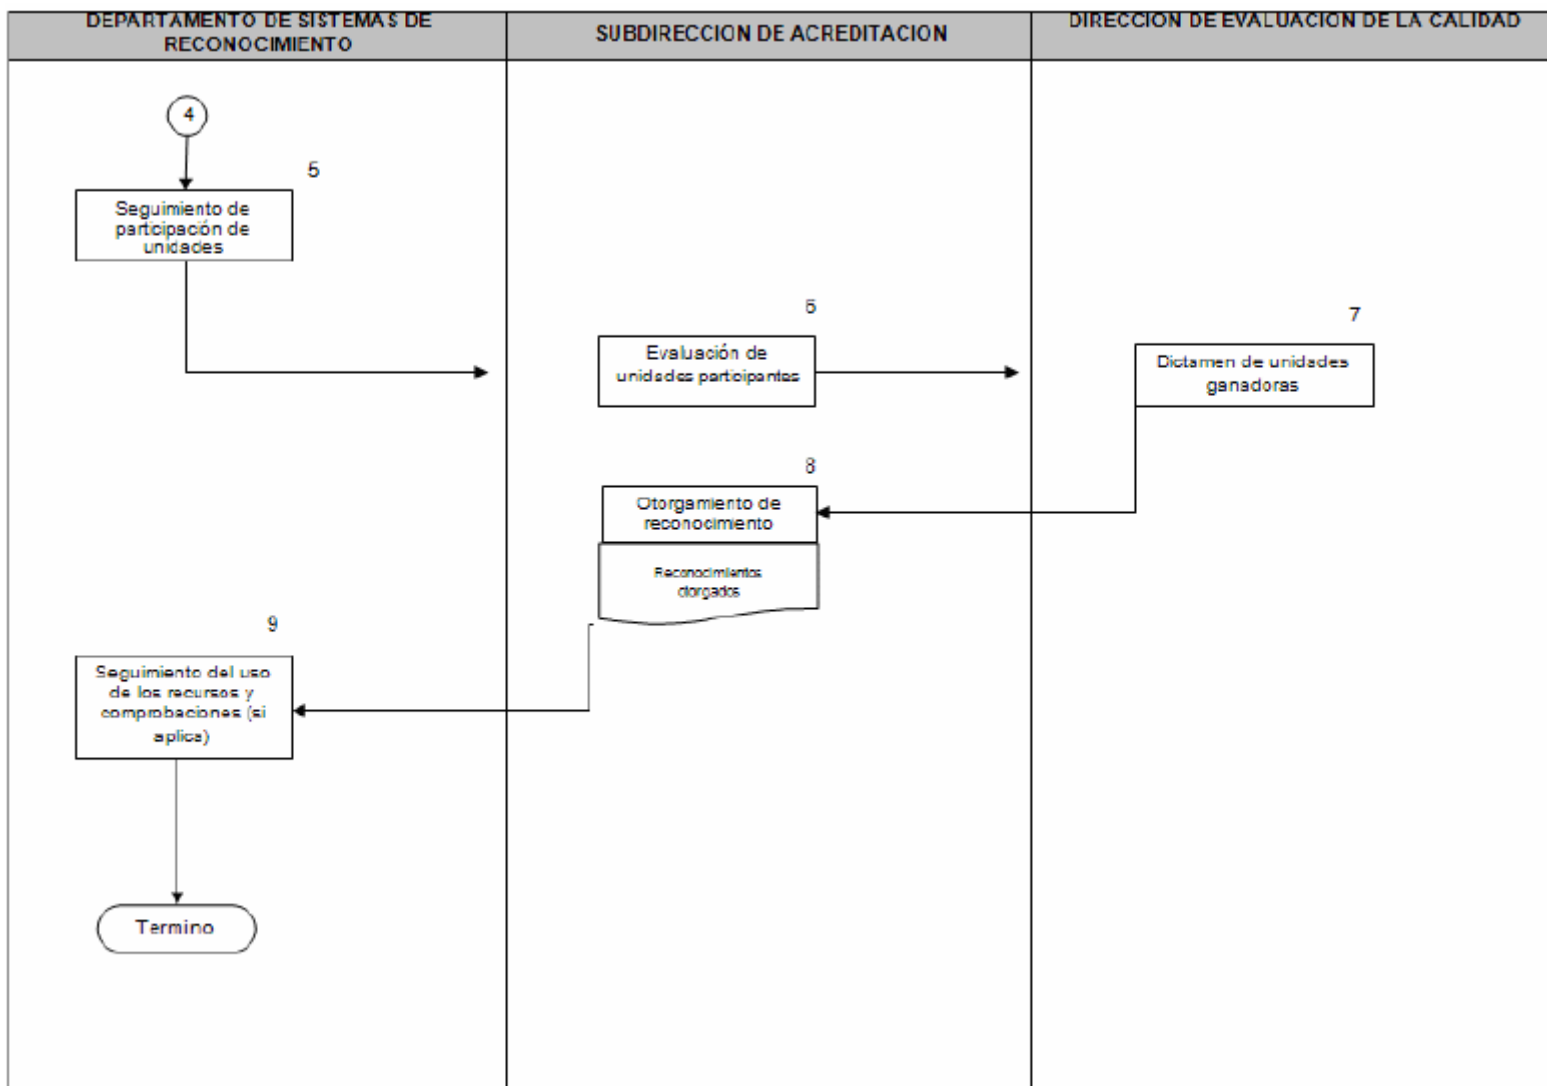 DEPARTAMENTO DE SISTEMAS DE
RECONOCIMIENTO
SUBDIRECCION DE ACREDITACION
DIRECCION DE EVALUACION DE LA CALIDAD
4
5
Seguimiento de
participación de
unidades
6
Evaluación de
unidades participantes
7
Dictamen de unidades
ganadoras
8
Otorgamiento de
reconocimiento
Reconocimientos
otorgados
9
Seguimiento del uso
de los recursos y
comprobaciones (si
aplica)
Termino